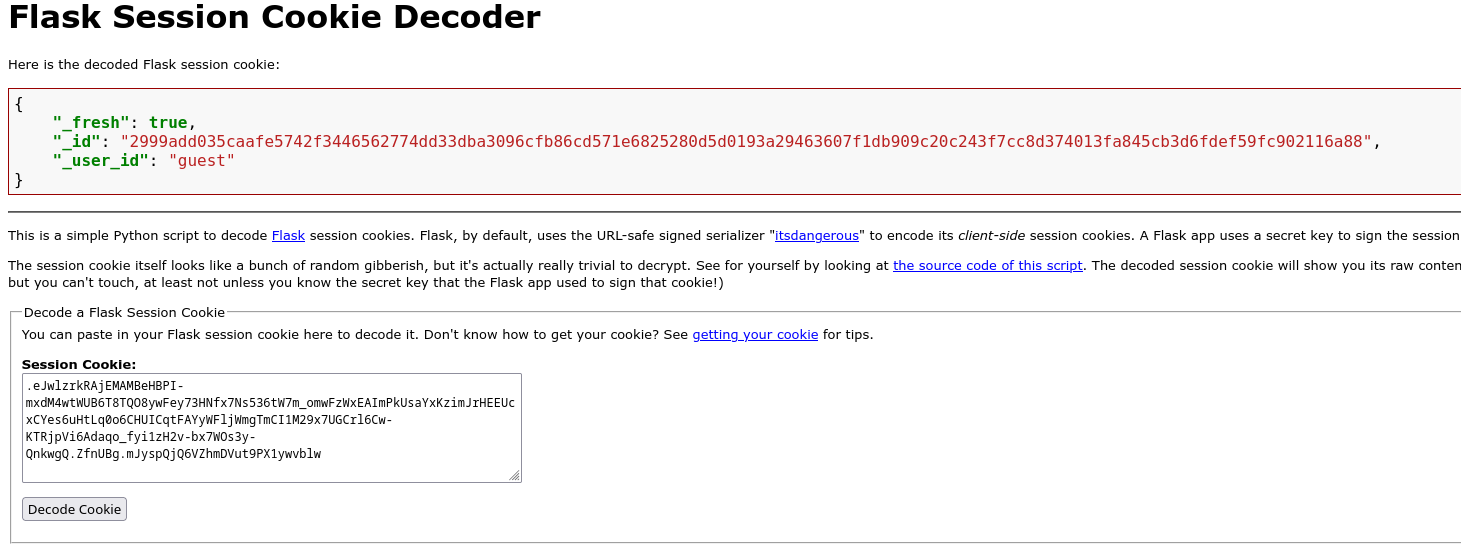 Flask Session Cookie Decoder
Here is the decoded Flask session cookie:
{
    "_fresh": true,
    "_id": "2999add035caafe5742f3446562774dd33dba3096cfb86cd571e6825280d5d0193a29463607f1db909c20c243f7cc8d374013fa845cb3d6fdef59fc902116a88",
    "_user_id": "guest"
}
This is a simple Python script to decode Flask session cookies. Flask, by default, uses the URL-safe signed serializer "itsdangerous" to encode its client-side session cookies. A Flask app uses a secret key to sign the session
The session cookie itself looks like a bunch of random gibberish, but it's actually really trivial to decrypt. See for yourself by looking at the source code of this script. The decoded session cookie will show you its raw conten
but you can't touch, at least not unless you know the secret key that the Flask app used to sign that cookie!)
Decode a Flask Session Cookie
You can paste in your Flask session cookie here to decode it. Don't know how to get your cookie? See getting your cookie for tips.
Session Cookie:
.eJwlzrkRAjEMAMBeHBPI-
mxdM4wtWUB6T8TQO8ywFey73HNfx7Ns536tW7m_omwFzWxEAImPkUsaYxKzimJrHEEUc
xCYes6uHtLq0o6CHUICqtFAYyWFljWmgTmCI1M29x7UGCrl6Cw-
KTRjpVi6Adaqo_fyi1zH2v-bx7WOs3y-
QnkwgQ.ZfnUBg.mJyspQjQ6VZhmDVut9PX1ywvblw
Decode Cookie